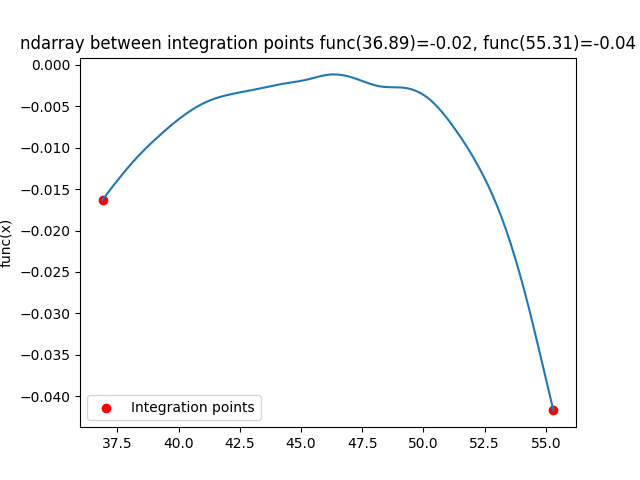 ndarray between integration points func(36.89)=-0.02, func(55.31)=-0.04
0.000
−0.005
−0.010
−0.015
−0.020
−0.025
−0.030
−0.035
−0.040
func(x)
Integration points
37.5 40.0 42.5 45.0 47.5 50.0 52.5 55.0